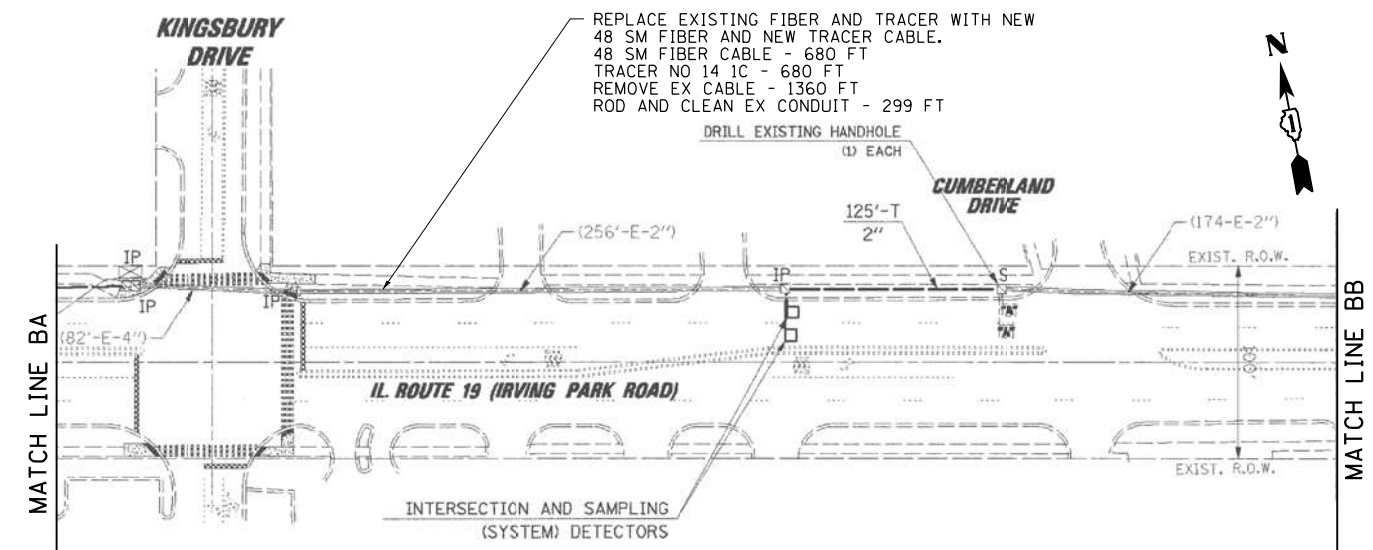 KINGSBURY
DRIVE
REPLACE EXISTING FIBER AND TRACER WITH NEW
48 SM FIBER AND NEW TRACER CABLE.
48 SM FIBER CABLE - 680 FT
TRACER NO 14 1C - 680 FT
REMOVE EX CABLE - 1360 FT
ROD AND CLEAN EX CONDUIT - 299 FT
N
1
DRILL EXISTING HANDHOLE
(1) EACH
CUMBERLAND
DRIVE
125'-T
2"
(256'-E-2")
(174-E-2")
EXIST. R.O.W.
IP
IP
IP
IP
S
"A"
"A"
(82'-E-4")
100'
IL. ROUTE 19 (IRVING PARK ROAD)
MATCH LINE BA
MATCH LINE BB
EXIST. R.O.W.
INTERSECTION AND SAMPLING
(SYSTEM) DETECTORS